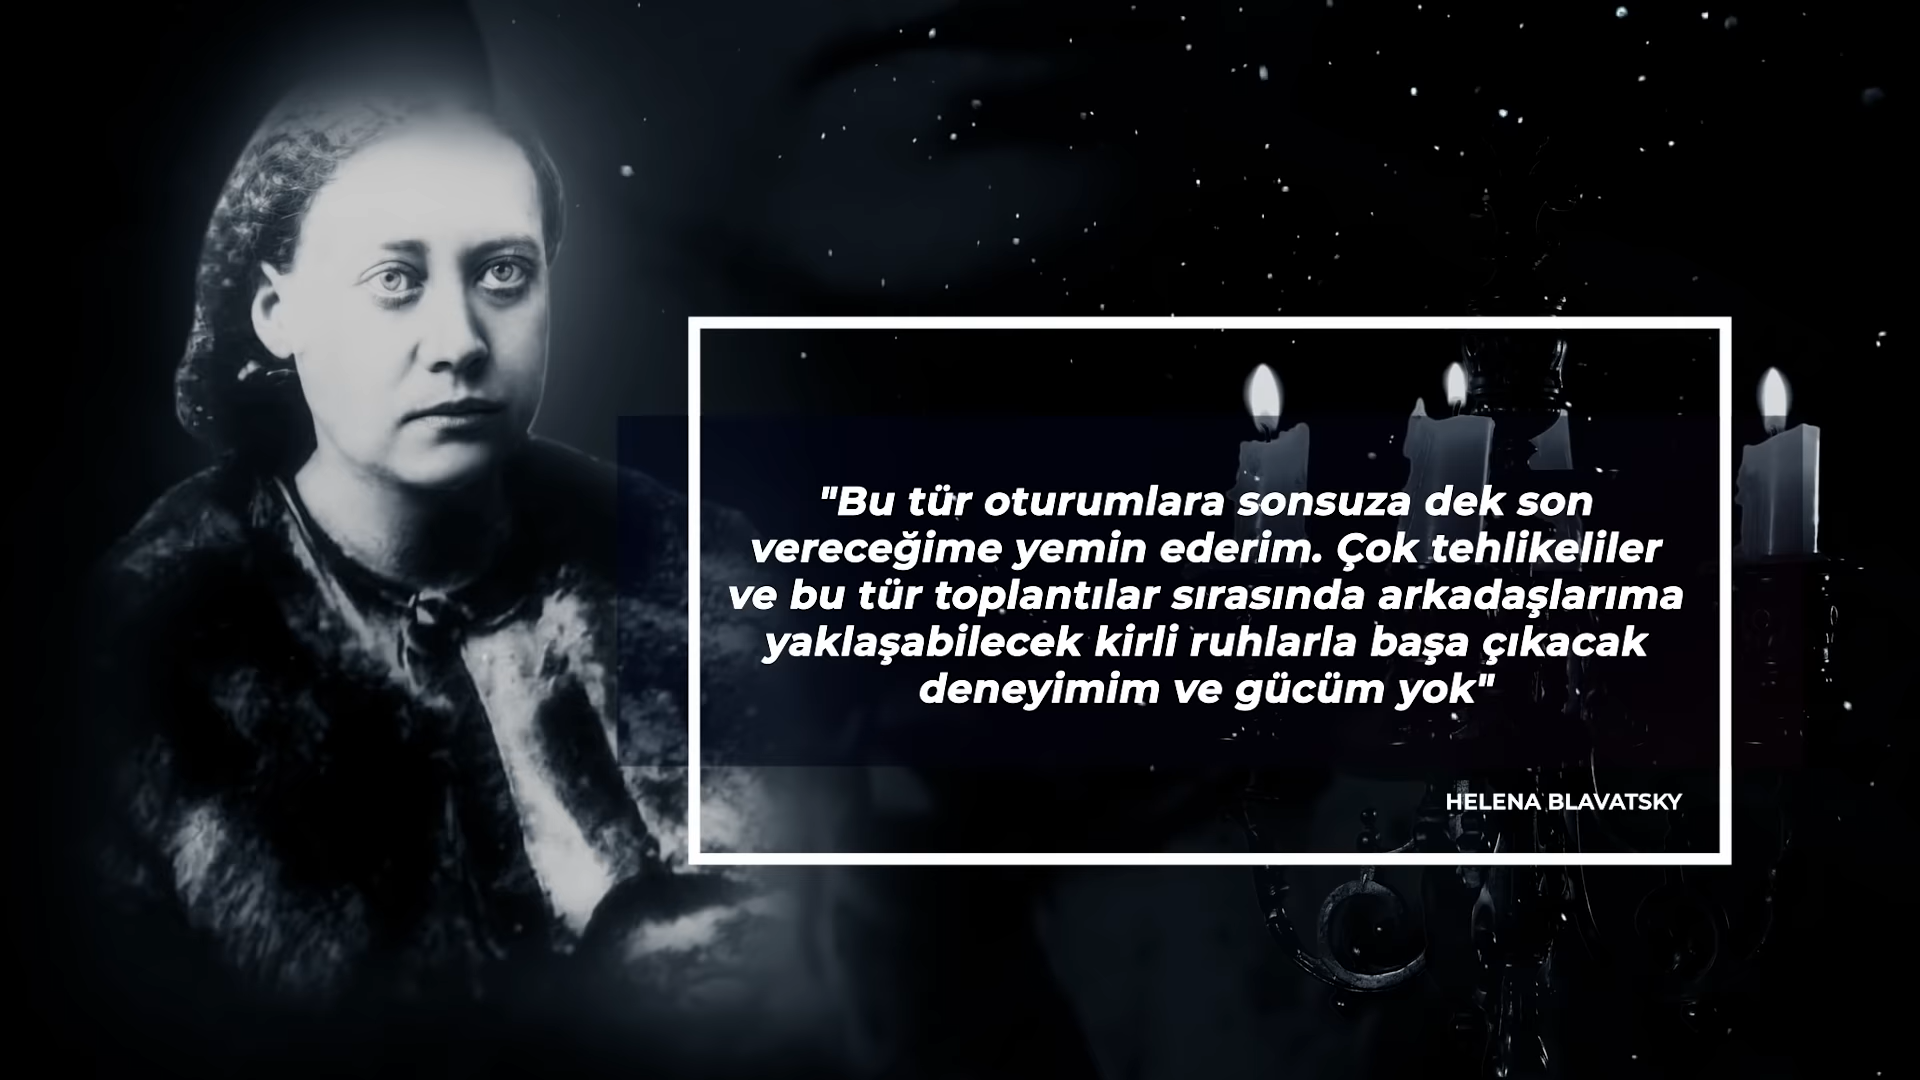 "Bu tür oturumlara sonsuza dek son
vereceğime yemin ederim. Çok tehlikeliler
ve bu tür toplantılar sırasında arkadaşlarıma
yaklaşabilecek kirli ruhlarla başa çıkacak
deneyimim ve gücüm yok"
HELENA BLAVATSKY